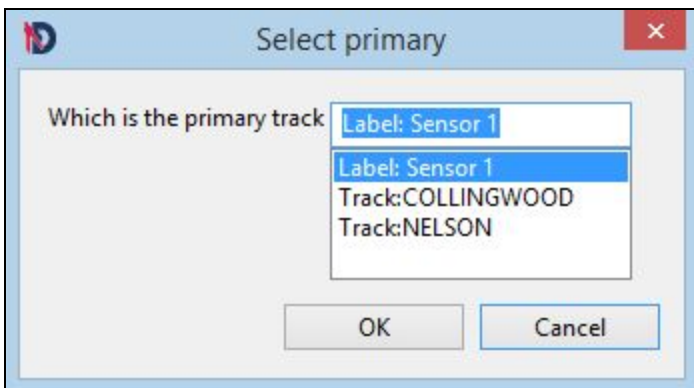 Select primary
Which is the primary track
Label: Sensor 1
Label: Sensor 1
Track:COLLINGWOOD
Track:NELSON
OK
Cancel